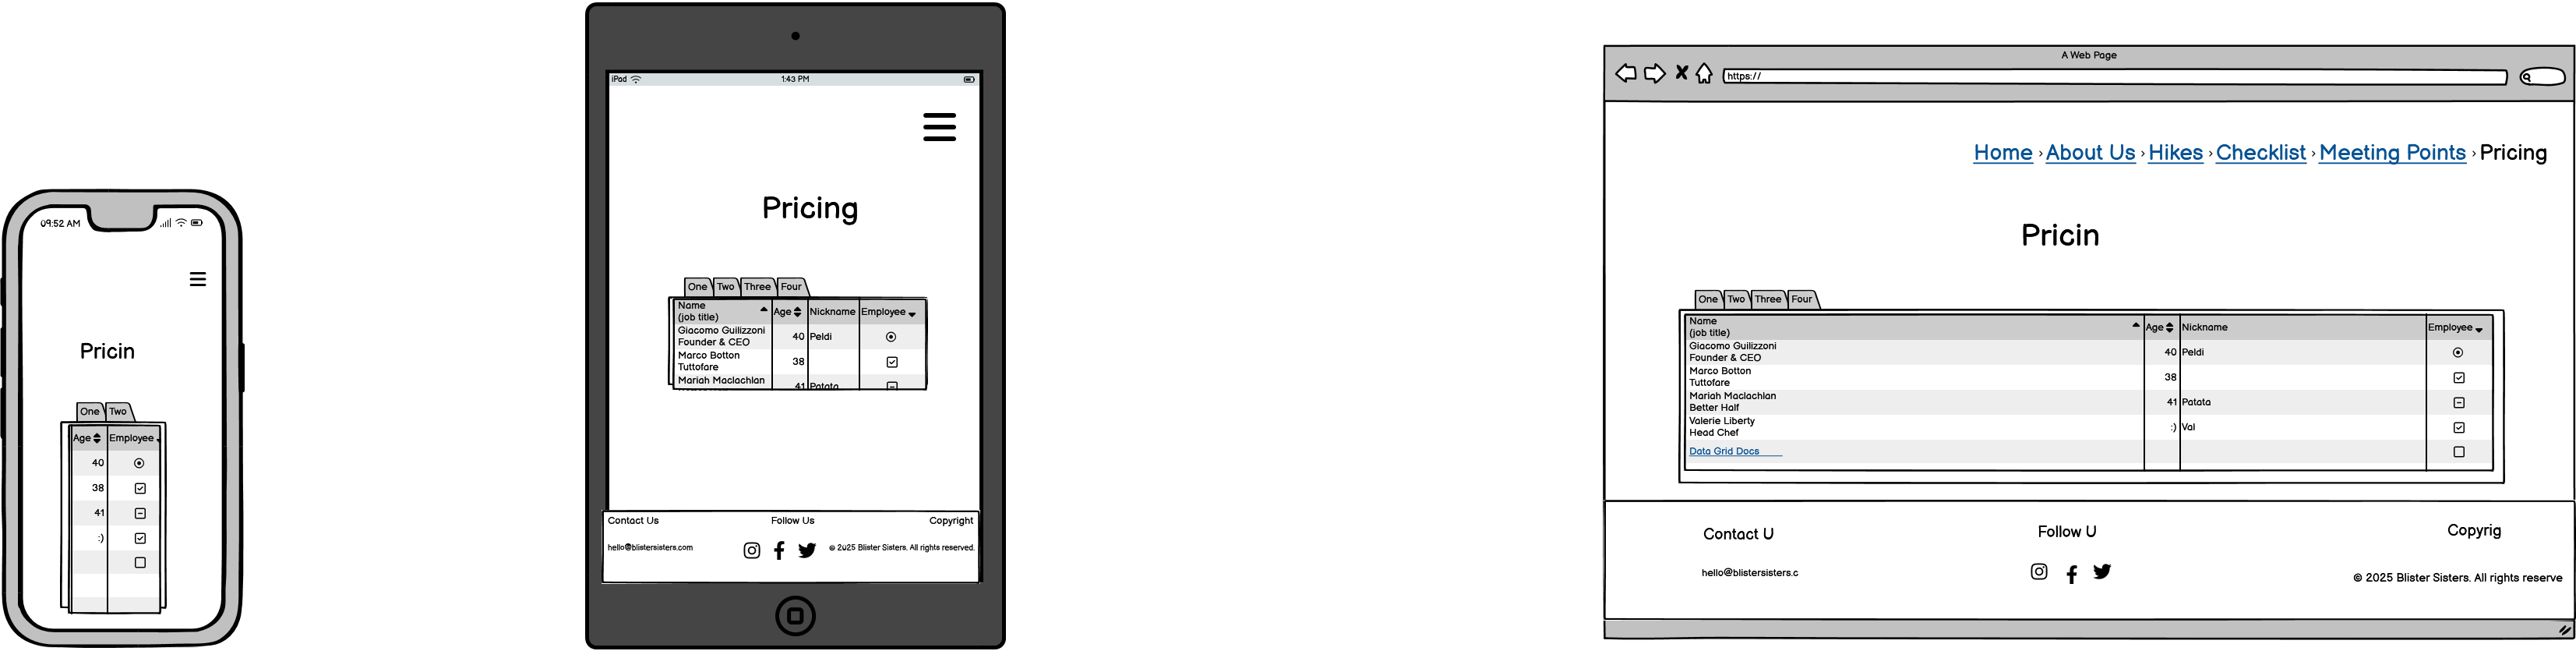 09:52 AM
Pricin
One Two
Age Employee
40
38
41
:)
iPad 1:43 PM
Pricing
One Two Three Four
Name
(job title) Age Nickname Employee
Giacomo Guilizzoni
Founder & CEO 40 Peldi
Marco Botton
Tuttofare 38
Mariah Maclachlan 41 Patata
Contact Us Follow Us Copyright
hello@blistersisters.com © 2025 Blister Sisters. All rights reserved.
A Web Page
https://
Home › About Us › Hikes › Checklist › Meeting Points › Pricing
Pricin
One Two Three Four
Name
(job title) Age Nickname Employee
Giacomo Guilizzoni
Founder & CEO 40 Peldi
Marco Botton
Tuttofare 38
Mariah Maclachlan
Better Half 41 Patata
Valerie Liberty
Head Chef :) Val
Data Grid Docs
Contact U Follow U Copyrig
hello@blistersisters.c © 2025 Blister Sisters. All rights reserve